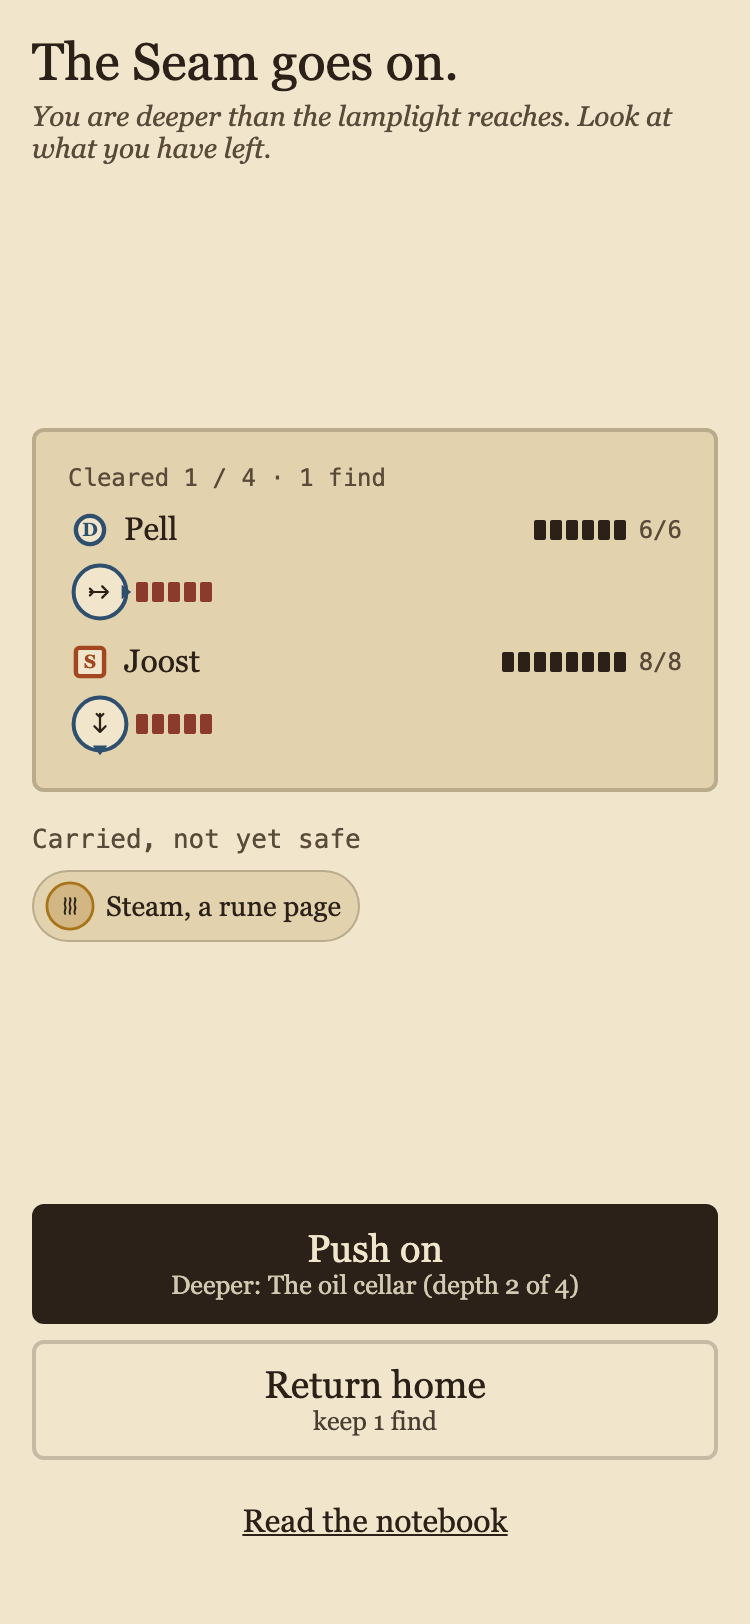 The Seam goes on.
You are deeper than the lamplight reaches. Look at
what you have left.
Cleared 1 / 4 · 1 find
D Pell 6/6
S Joost 8/8
Carried, not yet safe
Steam, a rune page
Push on
Deeper: The oil cellar (depth 2 of 4)
Return home
keep 1 find
Read the notebook